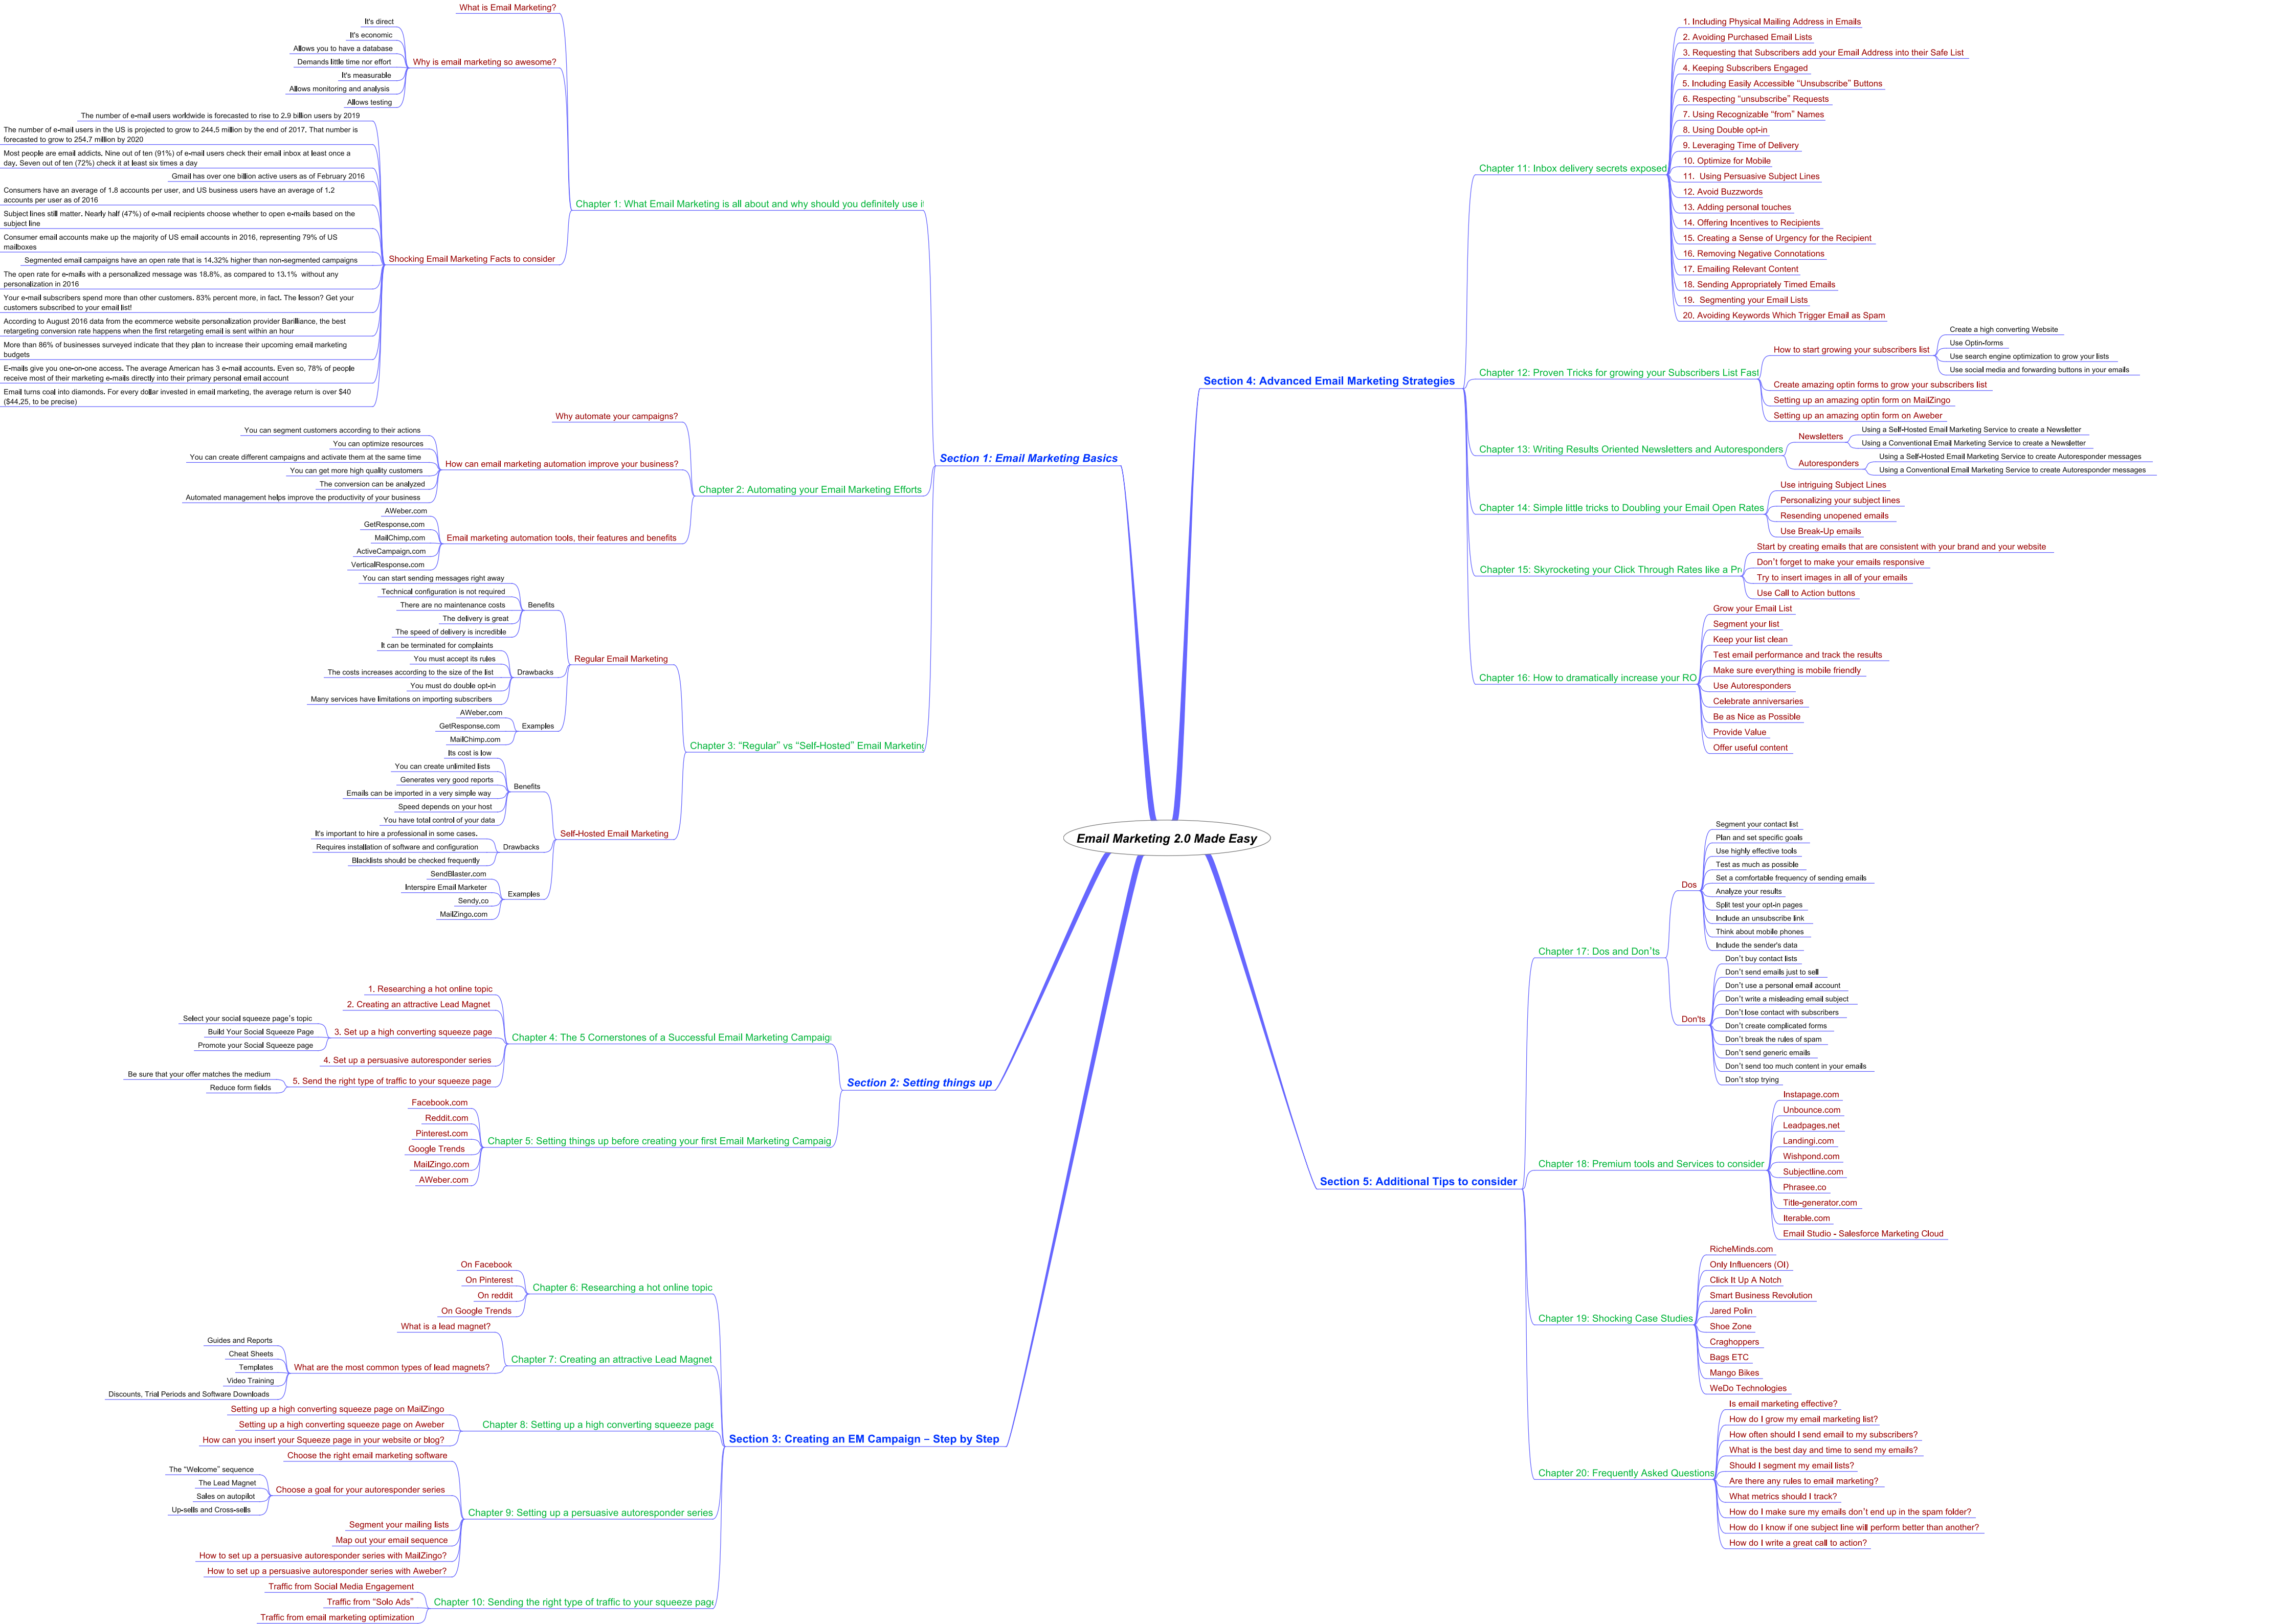 Email Marketing 2.0 Made Easy
Section 1: Email Marketing Basics
Chapter 1: What Email Marketing is all about and why should you definitely use it
What is Email Marketing?
Why is email marketing so awesome?
It's direct
It's economic
Allows you to have a database
Demands little time nor effort
It's measurable
Allows monitoring and analysis
Allows testing
Shocking Email Marketing Facts to consider
The number of e-mail users worldwide is forecasted to rise to 2.9 billion users by 2019
The number of e-mail users in the US is projected to grow to 244.5 million by the end of 2017. That number is
forecasted to grow to 254.7 million by 2020
Most people are email addicts. Nine out of ten (91%) of e-mail users check their email inbox at least once a
day. Seven out of ten (72%) check it at least six times a day
Gmail has over one billion active users as of February 2016
Consumers have an average of 1.8 accounts per user, and US business users have an average of 1.2
accounts per user as of 2016
Subject lines still matter. Nearly half (47%) of e-mail recipients choose whether to open e-mails based on the
subject line
Consumer email accounts make up the majority of US email accounts in 2016, representing 79% of US
mailboxes
Segmented email campaigns have an open rate that is 14.32% higher than non-segmented campaigns
The open rate for e-mails with a personalized message was 18.8%, as compared to 13.1%  without any
personalization in 2016
Your e-mail subscribers spend more than other customers. 83% percent more, in fact. The lesson? Get your
customers subscribed to your email list!
According to August 2016 data from the ecommerce website personalization provider Barilliance, the best
retargeting conversion rate happens when the first retargeting email is sent within an hour
More than 86% of businesses surveyed indicate that they plan to increase their upcoming email marketing
budgets
E-mails give you one-on-one access. The average American has 3 e-mail accounts. Even so, 78% of people
receive most of their marketing e-mails directly into their primary personal email account
Email turns coal into diamonds. For every dollar invested in email marketing, the average return is over $40
($44.25, to be precise)
Chapter 2: Automating your Email Marketing Efforts
Why automate your campaigns?
How can email marketing automation improve your business?
You can segment customers according to their actions
You can optimize resources
You can create different campaigns and activate them at the same time
You can get more high quality customers
The conversion can be analyzed
Automated management helps improve the productivity of your business
Email marketing automation tools, their features and benefits
AWeber.com
GetResponse.com
MailChimp.com
ActiveCampaign.com
VerticalResponse.com
Chapter 3: “Regular” vs “Self-Hosted” Email Marketing
Regular Email Marketing
Benefits
You can start sending messages right away
Technical configuration is not required
There are no maintenance costs
The delivery is great
The speed of delivery is incredible
Drawbacks
It can be terminated for complaints
You must accept its rules
The costs increases according to the size of the list
You must do double opt-in
Many services have limitations on importing subscribers
Examples
AWeber.com
GetResponse.com
MailChimp.com
Self-Hosted Email Marketing
Benefits
Its cost is low
You can create unlimited lists
Generates very good reports
Emails can be imported in a very simple way
Speed depends on your host
You have total control of your data
Drawbacks
It's important to hire a professional in some cases.
Requires installation of software and configuration
Blacklists should be checked frequently
Examples
SendBlaster.com
Interspire Email Marketer
Sendy.co
MailZingo.com
Section 2: Setting things up
Chapter 4: The 5 Cornerstones of a Successful Email Marketing Campaig
1. Researching a hot online topic
2. Creating an attractive Lead Magnet
3. Set up a high converting squeeze page
Select your social squeeze page's topic
Build Your Social Squeeze Page
Promote your Social Squeeze page
4. Set up a persuasive autoresponder series
5. Send the right type of traffic to your squeeze page
Be sure that your offer matches the medium
Reduce form fields
Chapter 5: Setting things up before creating your first Email Marketing Campaig
Facebook.com
Reddit.com
Pinterest.com
Google Trends
MailZingo.com
AWeber.com
Section 3: Creating an EM Campaign – Step by Step
Chapter 6: Researching a hot online topic
On Facebook
On Pinterest
On reddit
On Google Trends
Chapter 7: Creating an attractive Lead Magnet
What is a lead magnet?
What are the most common types of lead magnets?
Guides and Reports
Cheat Sheets
Templates
Video Training
Discounts, Trial Periods and Software Downloads
Chapter 8: Setting up a high converting squeeze page
Setting up a high converting squeeze page on MailZingo
Setting up a high converting squeeze page on Aweber
How can you insert your Squeeze page in your website or blog?
Chapter 9: Setting up a persuasive autoresponder series
Choose the right email marketing software
Choose a goal for your autoresponder series
The “Welcome” sequence
The Lead Magnet
Sales on autopilot
Up-sells and Cross-sells
Segment your mailing lists
Map out your email sequence
How to set up a persuasive autoresponder series with MailZingo?
How to set up a persuasive autoresponder series with Aweber?
Chapter 10: Sending the right type of traffic to your squeeze page
Traffic from Social Media Engagement
Traffic from “Solo Ads”
Traffic from email marketing optimization
Section 4: Advanced Email Marketing Strategies
Chapter 11: Inbox delivery secrets exposed
1. Including Physical Mailing Address in Emails
2. Avoiding Purchased Email Lists
3. Requesting that Subscribers add your Email Address into their Safe List
4. Keeping Subscribers Engaged
5. Including Easily Accessible “Unsubscribe” Buttons
6. Respecting “unsubscribe” Requests
7. Using Recognizable “from” Names
8. Using Double opt-in
9. Leveraging Time of Delivery
10. Optimize for Mobile
11.  Using Persuasive Subject Lines
12. Avoid Buzzwords
13. Adding personal touches
14. Offering Incentives to Recipients
15. Creating a Sense of Urgency for the Recipient
16. Removing Negative Connotations
17. Emailing Relevant Content
18. Sending Appropriately Timed Emails
19.  Segmenting your Email Lists
20. Avoiding Keywords Which Trigger Email as Spam
Chapter 12: Proven Tricks for growing your Subscribers List Fast
How to start growing your subscribers list
Create a high converting Website
Use Optin-forms
Use search engine optimization to grow your lists
Use social media and forwarding buttons in your emails
Create amazing optin forms to grow your subscribers list
Setting up an amazing optin form on MailZingo
Setting up an amazing optin form on Aweber
Chapter 13: Writing Results Oriented Newsletters and Autoresponders
Newsletters
Using a Self-Hosted Email Marketing Service to create a Newsletter
Using a Conventional Email Marketing Service to create a Newsletter
Autoresponders
Using a Self-Hosted Email Marketing Service to create Autoresponder messages
Using a Conventional Email Marketing Service to create Autoresponder messages
Chapter 14: Simple little tricks to Doubling your Email Open Rates
Use intriguing Subject Lines
Personalizing your subject lines
Resending unopened emails
Use Break-Up emails
Chapter 15: Skyrocketing your Click Through Rates like a Pr
Start by creating emails that are consistent with your brand and your website
Don't forget to make your emails responsive
Try to insert images in all of your emails
Use Call to Action buttons
Chapter 16: How to dramatically increase your RO
Grow your Email List
Segment your list
Keep your list clean
Test email performance and track the results
Make sure everything is mobile friendly
Use Autoresponders
Celebrate anniversaries
Be as Nice as Possible
Provide Value
Offer useful content
Section 5: Additional Tips to consider
Chapter 17: Dos and Don'ts
Dos
Segment your contact list
Plan and set specific goals
Use highly effective tools
Test as much as possible
Set a comfortable frequency of sending emails
Analyze your results
Split test your opt-in pages
Include an unsubscribe link
Think about mobile phones
Include the sender's data
Don'ts
Don't buy contact lists
Don't send emails just to sell
Don't use a personal email account
Don't write a misleading email subject
Don't lose contact with subscribers
Don't create complicated forms
Don't break the rules of spam
Don't send generic emails
Don't send too much content in your emails
Don't stop trying
Chapter 18: Premium tools and Services to consider
Instapage.com
Unbounce.com
Leadpages.net
Landingi.com
Wishpond.com
Subjectline.com
Phrasee.co
Title-generator.com
Iterable.com
Email Studio - Salesforce Marketing Cloud
Chapter 19: Shocking Case Studies
RicheMinds.com
Only Influencers (OI)
Click It Up A Notch
Smart Business Revolution
Jared Polin
Shoe Zone
Craghoppers
Bags ETC
Mango Bikes
WeDo Technologies
Chapter 20: Frequently Asked Questions
Is email marketing effective?
How do I grow my email marketing list?
How often should I send email to my subscribers?
What is the best day and time to send my emails?
Should I segment my email lists?
Are there any rules to email marketing?
What metrics should I track?
How do I make sure my emails don't end up in the spam folder?
How do I know if one subject line will perform better than another?
How do I write a great call to action?